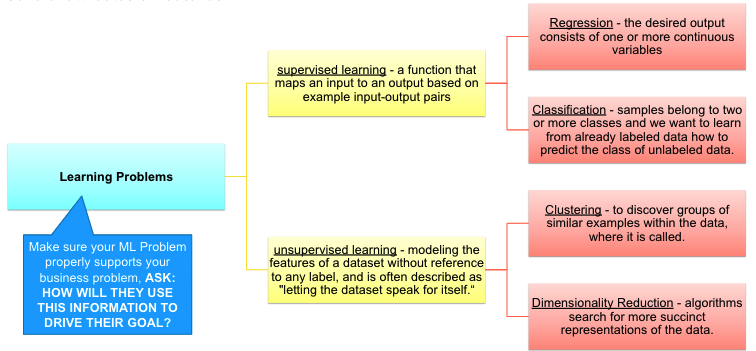 Learning Problems
Make sure your ML Problem
properly supports your
business problem, ASK:
HOW WILL THEY USE
THIS INFORMATION TO
DRIVE THEIR GOAL?
supervised learning - a function that
maps an input to an output based on
example input-output pairs
Regression - the desired output
consists of one or more continuous
variables
Classification - samples belong to two
or more classes and we want to learn
from already labeled data how to
predict the class of unlabeled data.
unsupervised learning - modeling the
features of a dataset without reference
to any label, and is often described as
"letting the dataset speak for itself."
Clustering - to discover groups of
similar examples within the data,
where it is called.
Dimensionality Reduction - algorithms
search for more succinct
representations of the data.